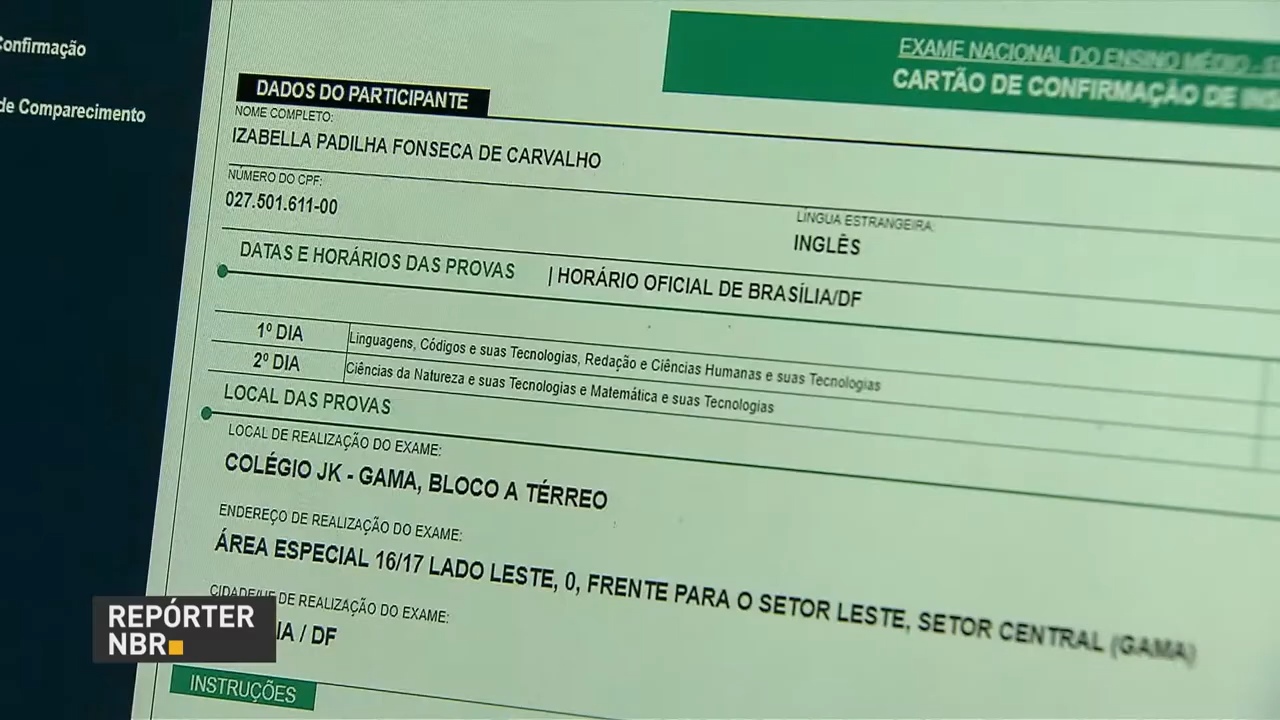 Confirmação
de Comparecimento
EXAME NACIONAL DO ENSINO MÉDIO - E
CARTÃO DE CONFIRMAÇÃO DE INS
DADOS DO PARTICIPANTE
NOME COMPLETO:
IZABELLA PADILHA FONSECA DE CARVALHO
NÚMERO DO CPF:
027.501.611-00
LÍNGUA ESTRANGEIRA:
INGLÊS
DATAS E HORÁRIOS DAS PROVAS | HORÁRIO OFICIAL DE BRASÍLIA/DF
1º DIA Linguagens, Códigos e suas Tecnologias, Redação e Ciências Humanas e suas Tecnologias
2º DIA Ciências da Natureza e suas Tecnologias e Matemática e suas Tecnologias
LOCAL DAS PROVAS
LOCAL DE REALIZAÇÃO DO EXAME:
COLÉGIO JK - GAMA, BLOCO A TÉRREO
ENDEREÇO DE REALIZAÇÃO DO EXAME:
ÁREA ESPECIAL 16/17 LADO LESTE, 0, FRENTE PARA O SETOR LESTE, SETOR CENTRAL (GAMA)
CIDADE/UF DE REALIZAÇÃO DO EXAME:
IA / DF
REPÓRTER
NBR
INSTRUÇÕES